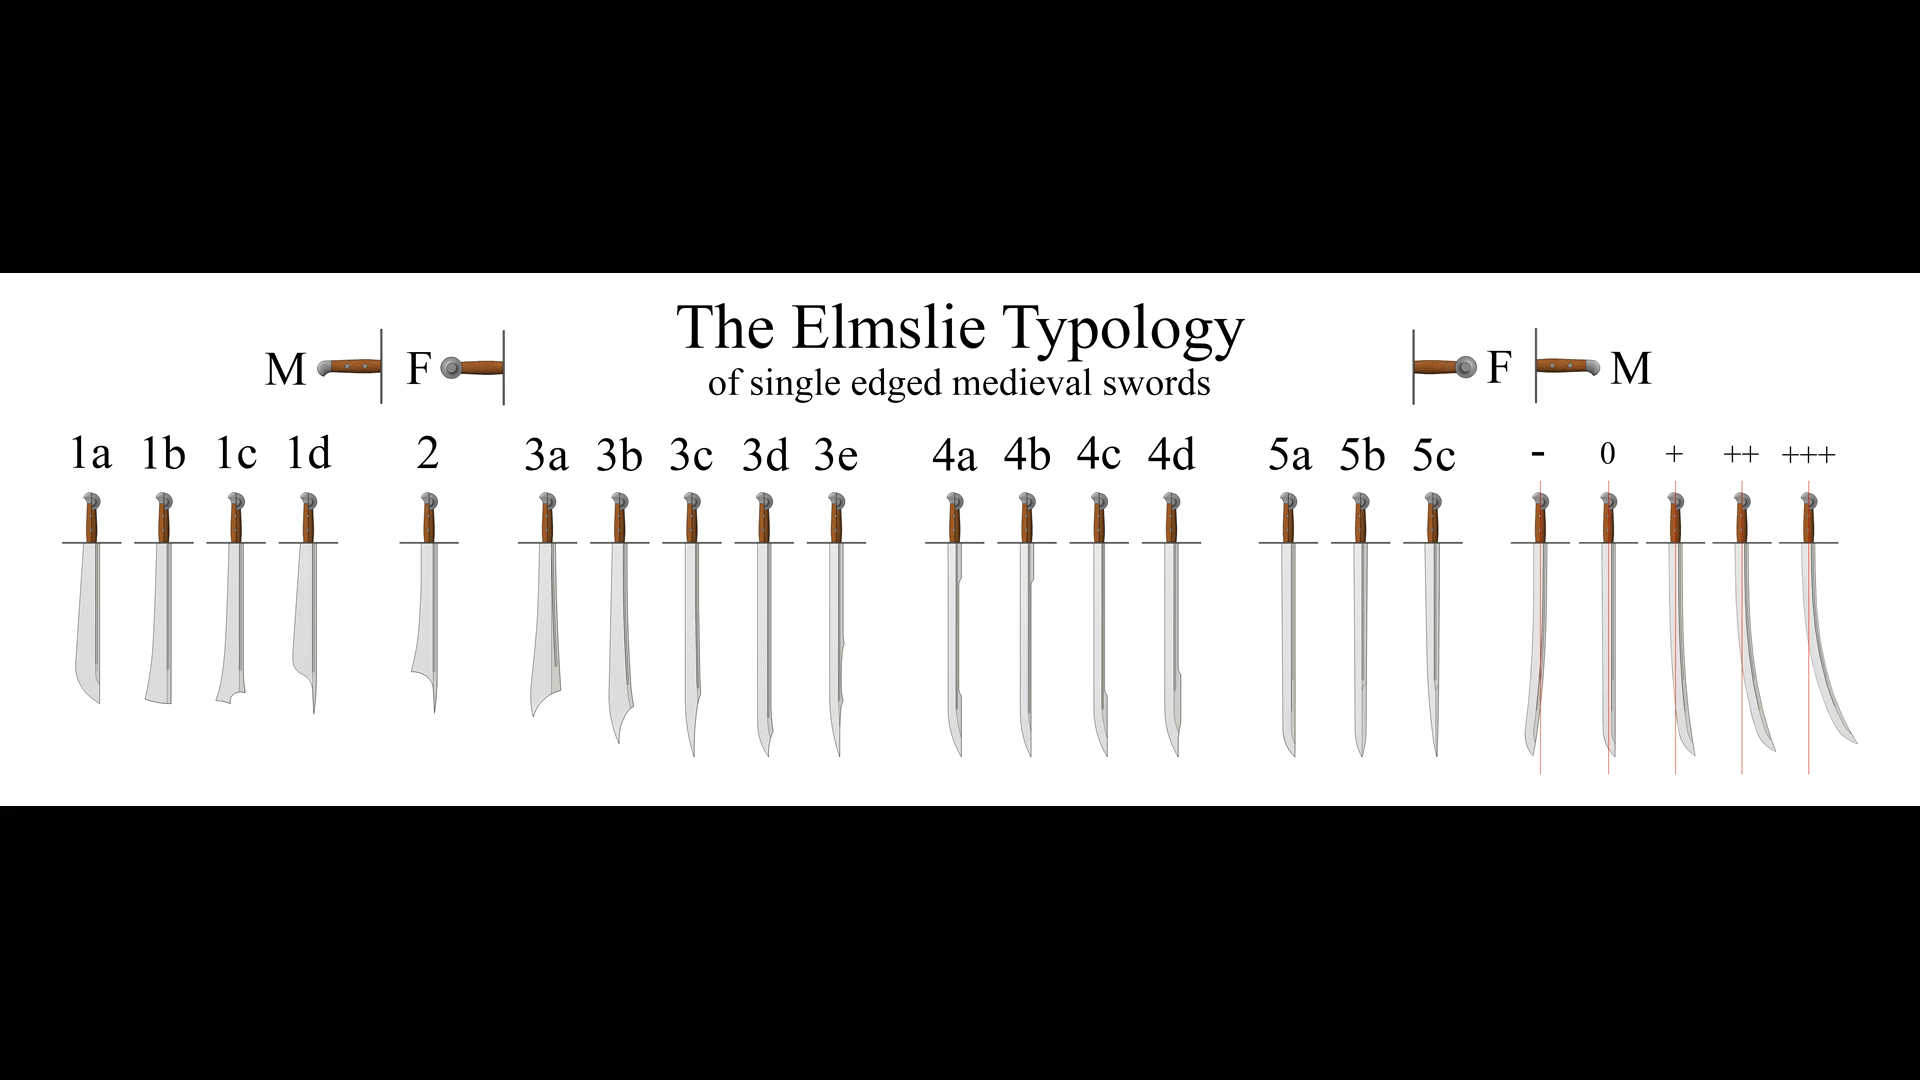 The Elmslie Typology
of single edged medieval swords
M F F M
1a 1b 1c 1d 2 3a 3b 3c 3d 3e 4a 4b 4c 4d 5a 5b 5c - 0 + ++ +++